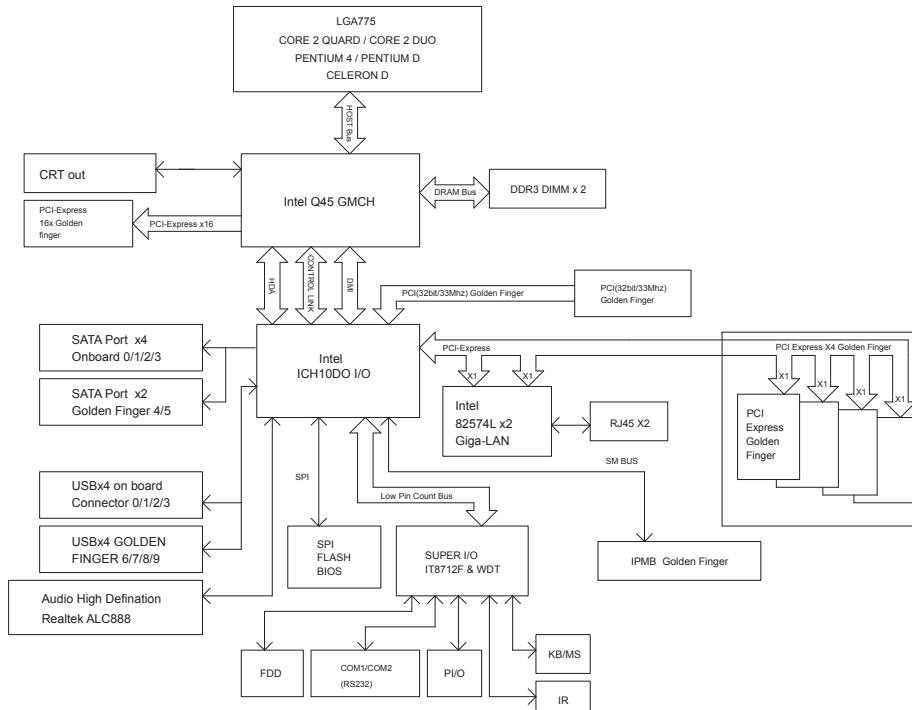 LGA775
CORE 2 QUARD / CORE 2 DUO
PENTIUM 4 / PENTIUM D
CELERON D
HOST Bus
CRT out
Intel Q45 GMCH
DRAM Bus
DDR3 DIMM x 2
PCI-Express
16x Golden
finger
PCI-Express x16
HDA
CONTROL LINK
DMI
PCI(32bit/33Mhz) Golden Finger
PCI(32bit/33Mhz)
Golden Finger
SATA Port x4
Onboard 0/1/2/3
SATA Port x2
Golden Finger 4/5
Intel
ICH10DO I/O
PCI-Express
X1
X1
PCI Express X4 Golden Finger
X1
X1
X1
X1
PCI
Express
Golden
Finger
Intel
82574L x2
Giga-LAN
RJ45 X2
SM BUS
USBx4 on board
Connector 0/1/2/3
USBx4 GOLDEN
FINGER 6/7/8/9
SPI
Low Pin Count Bus
SPI
FLASH
BIOS
SUPER I/O
IT8712F & WDT
IPMB Golden Finger
Audio High Defination
Realtek ALC888
FDD
COM1/COM2
(RS232)
PI/O
KB/MS
IR